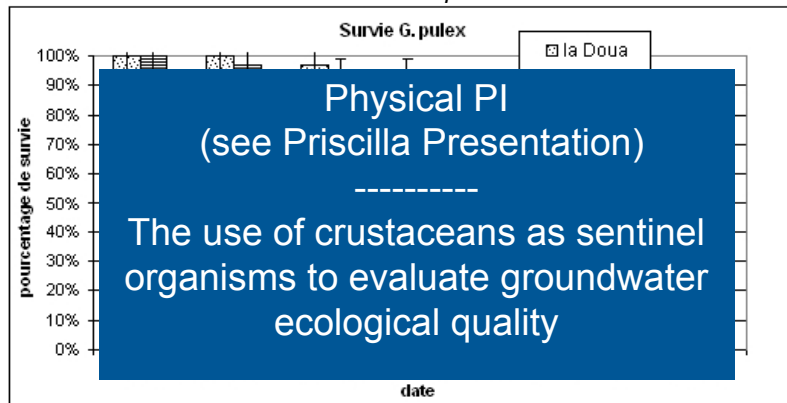 Survie G. pulex
la Doua
100%
90%
80%
70%
60%
50%
40%
30%
20%
10%
0%
pourcentage de survie
Physical PI
(see Priscilla Presentation)
----------
The use of crustaceans as sentinel
organisms to evaluate groundwater
ecological quality
date